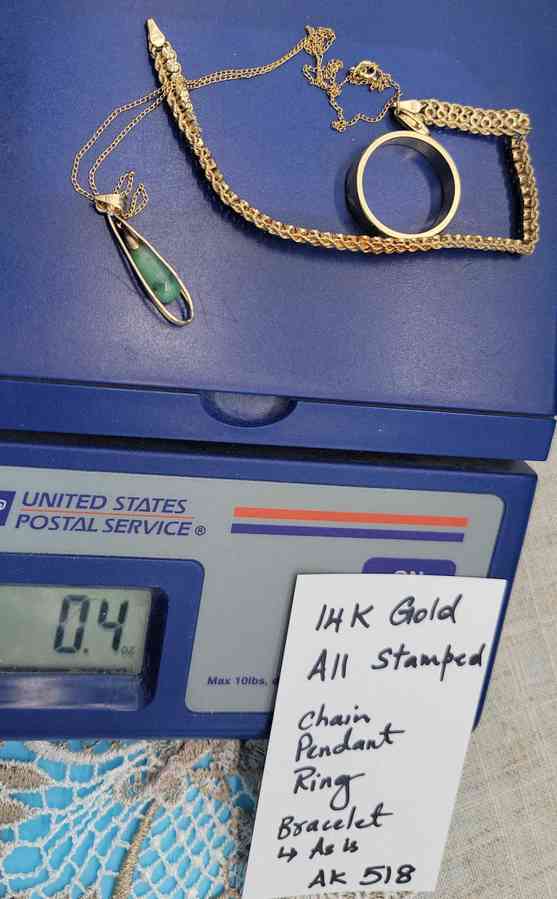 UNITED STATES
POSTAL SERVICE®
0.4 oz
Max 10lbs,
14K Gold
All Stamped
Chain
Pendant
Ring
Bracelet
↳ As is
AK 518